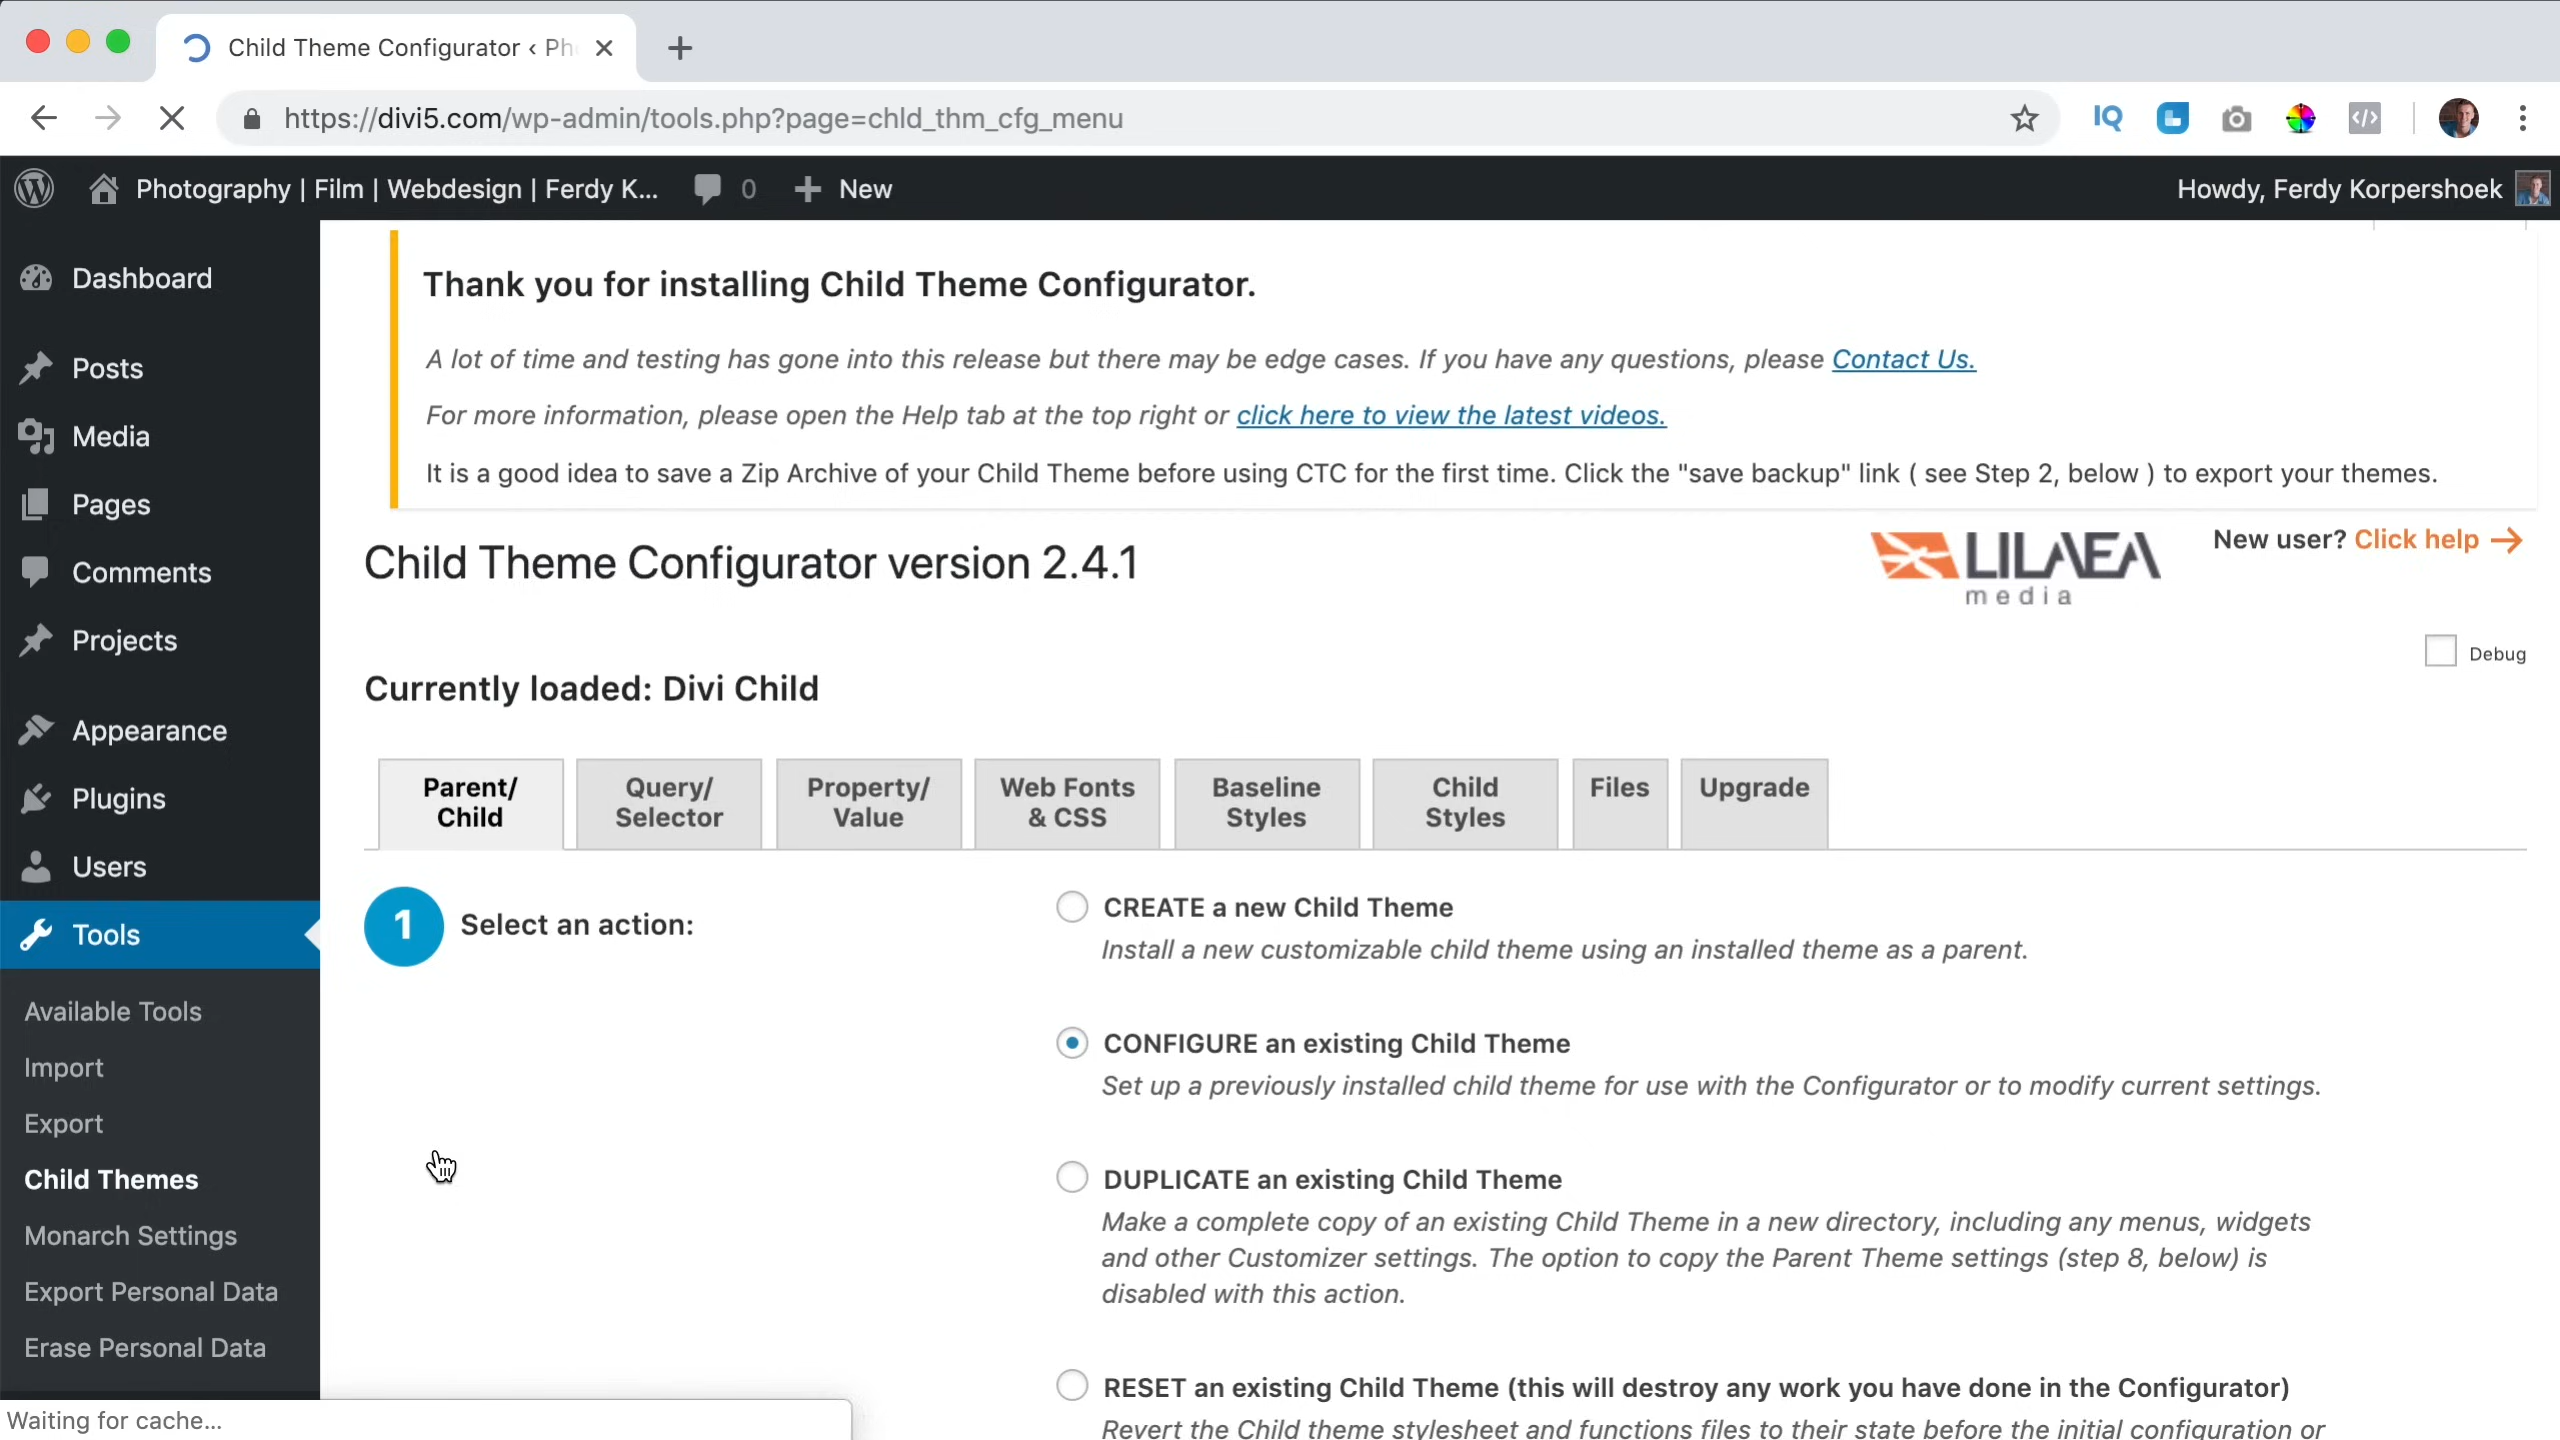 Child Theme Configurator ‹ Ph
https://divi5.com/wp-admin/tools.php?page=chld_thm_cfg_menu
IQ
Photography | Film | Webdesign | Ferdy K...
0
New
Howdy, Ferdy Korpershoek
Dashboard
Posts
Media
Pages
Comments
Projects
Appearance
Plugins
Users
Tools
Available Tools
Import
Export
Child Themes
Monarch Settings
Export Personal Data
Erase Personal Data
Waiting for cache...
Thank you for installing Child Theme Configurator.
A lot of time and testing has gone into this release but there may be edge cases. If you have any questions, please Contact Us.
For more information, please open the Help tab at the top right or click here to view the latest videos.
It is a good idea to save a Zip Archive of your Child Theme before using CTC for the first time. Click the "save backup" link ( see Step 2, below ) to export your themes.
Child Theme Configurator version 2.4.1
LILAEA
media
New user? Click help
Debug
Currently loaded: Divi Child
Parent/
Child
Query/
Selector
Property/
Value
Web Fonts
& CSS
Baseline
Styles
Child
Styles
Files
Upgrade
1
Select an action:
CREATE a new Child Theme
Install a new customizable child theme using an installed theme as a parent.
CONFIGURE an existing Child Theme
Set up a previously installed child theme for use with the Configurator or to modify current settings.
DUPLICATE an existing Child Theme
Make a complete copy of an existing Child Theme in a new directory, including any menus, widgets
and other Customizer settings. The option to copy the Parent Theme settings (step 8, below) is
disabled with this action.
RESET an existing Child Theme (this will destroy any work you have done in the Configurator)
Revert the Child theme stylesheet and functions files to their state before the initial configuration or